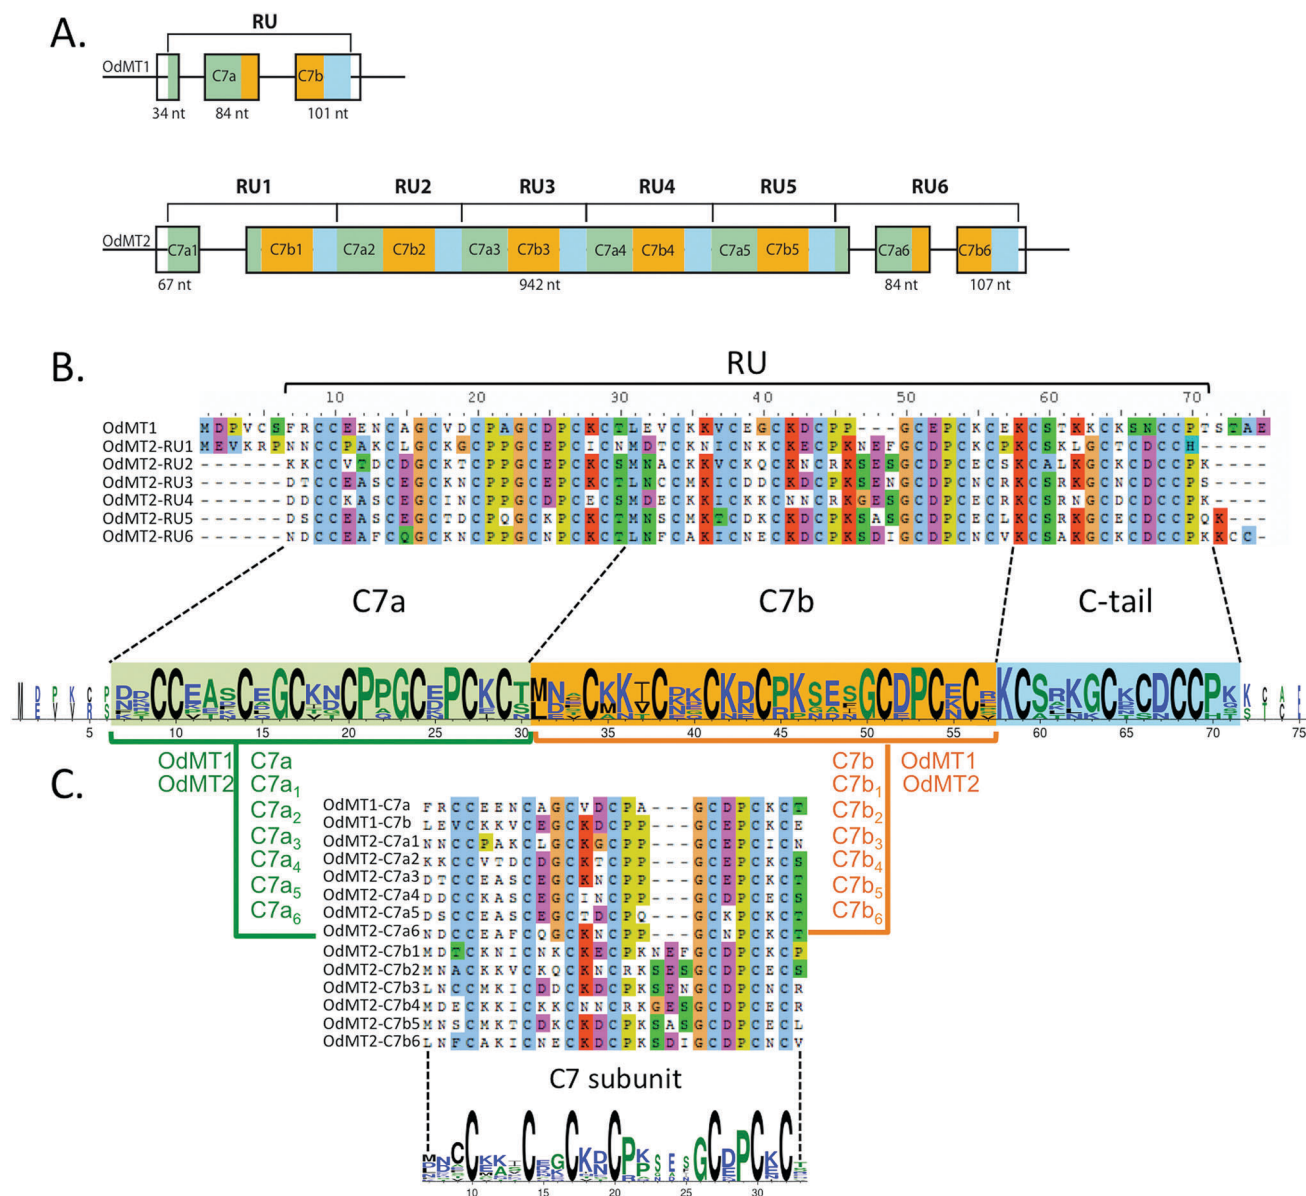 A.
RU
OdMT1
C7a
C7b
34 nt
84 nt
101 nt
RU1 RU2 RU3 RU4 RU5 RU6
OdMT2
C7a1 C7b1 C7a2 C7b2 C7a3 C7b3 C7a4 C7b4 C7a5 C7b5 C7a6 C7b6
67 nt
942 nt
84 nt
107 nt
B.
RU
10 20 30 40 50 60 70
OdMT1 MDPVCSFRCCEENCAGCVDCPAGCDPCKCTLEVCKKVCEGCKDCPP---GCEPCKCEKCSTKKCKSNCCPTSTAE
OdMT2-RU1 MEVKRPNNCCPAKCLGCKGCPPGCEPCICNMDTCKNICNKCKECPKNEFGCDPCKCPKCSKLGCTCDCCPH----
OdMT2-RU2 ------KKCCVTDCDGCKTCPPGCEPCKCSMNACKKVCKQCKNCRKSESGCDPCECSKCALKGCKCDCCPK----
OdMT2-RU3 ------DTCCEASCEGCKNCPPGCEPCKCTLNCCMKICDDCKDCPKSENGCDPCNCRKCSR
OdMT2-RU4 ------DDCCKASCEGCINCPPGCDPCECSMDECKKICKKCNNCRKGESGCDPCECRKCSRNGCDCDCCPS----
OdMT2-RU5 ------DSCCEASCEGCTDCPQGCKPCKCTMNSCMKTCDKCKDCPKSASGCDPCECLKCSRKGCECDCCPQK---
OdMT2-RU6 ------NDCCEAFCQGCKNCPPGCNPCKCTLNFCAKICNECKDCPKSDIGCDPCNCVKCSAKGCKCDCCPKKCC-
C7a
C7b
C-tail
5 10 15 20 25 30 35 40 45 50 55 60 65 70 75
OdMT1 C7a
OdMT2 C7a1
C7a2
C7a3
C7a4
C7a5
C7a6
C7b OdMT1
C7b1 OdMT2
C7b2
C7b3
C7b4
C7b5
C7b6
C.
OdMT1-C7a FRCCEENCAGCVDCPA---GCDPCKCT
OdMT1-C7b LEVCKKVCEGCKDCPP---GCEPCKCE
OdMT2-C7a1 NNCCPAKCLGCKGCPP---GCEPCICN
OdMT2-C7a2 KKCCVTDCDGCKTCPP---GCEPCKCS
OdMT2-C7a3 DTCCEASCEGCKNCPP---GCEPCKCT
OdMT2-C7a4 DDCCKASCEGCINCPP---GCDPCECS
OdMT2-C7a5 DSCCEASCEGCTDCPQ---GCKPCKCT
OdMT2-C7a6 NDCCEAFCQGCKNCPP---GCNPCKCT
OdMT2-C7b1 MDTCKNICNKCKECPKNEFGCDPCKCP
OdMT2-C7b2 MNACKKVCKQCKNCRKSESGCDPCECS
OdMT2-C7b3 LNCCMKICDDCKDCPKSENGCDPCNCR
OdMT2-C7b4 MDECKKICKKCNNCRKGESGCDPCECR
OdMT2-C7b5 MNSCMKTCDKCKDCPKSASGCDPCECL
OdMT2-C7b6 LNFCAKICNECKDCPKSDIGCDPCNCV
C7 subunit
10 15 20 25 30